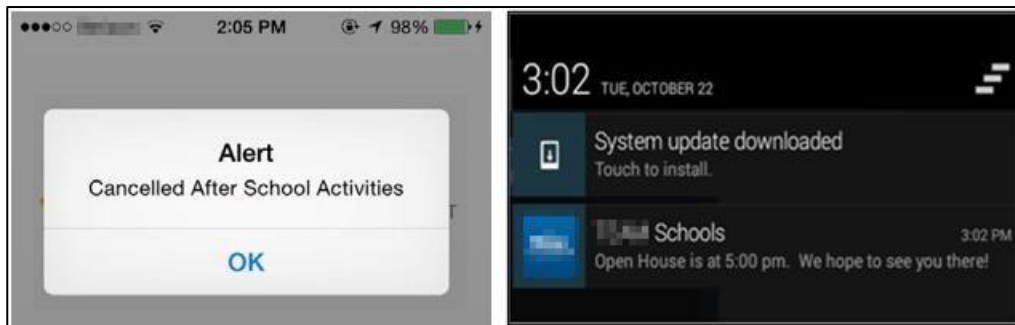 2:05 PM
98%
Alert
Cancelled After School Activities
T
OK
3:02 TUE, OCTOBER 22
System update downloaded
Touch to install.
Schools 3:02 PM
Open House is at 5:00 pm. We hope to see you there!